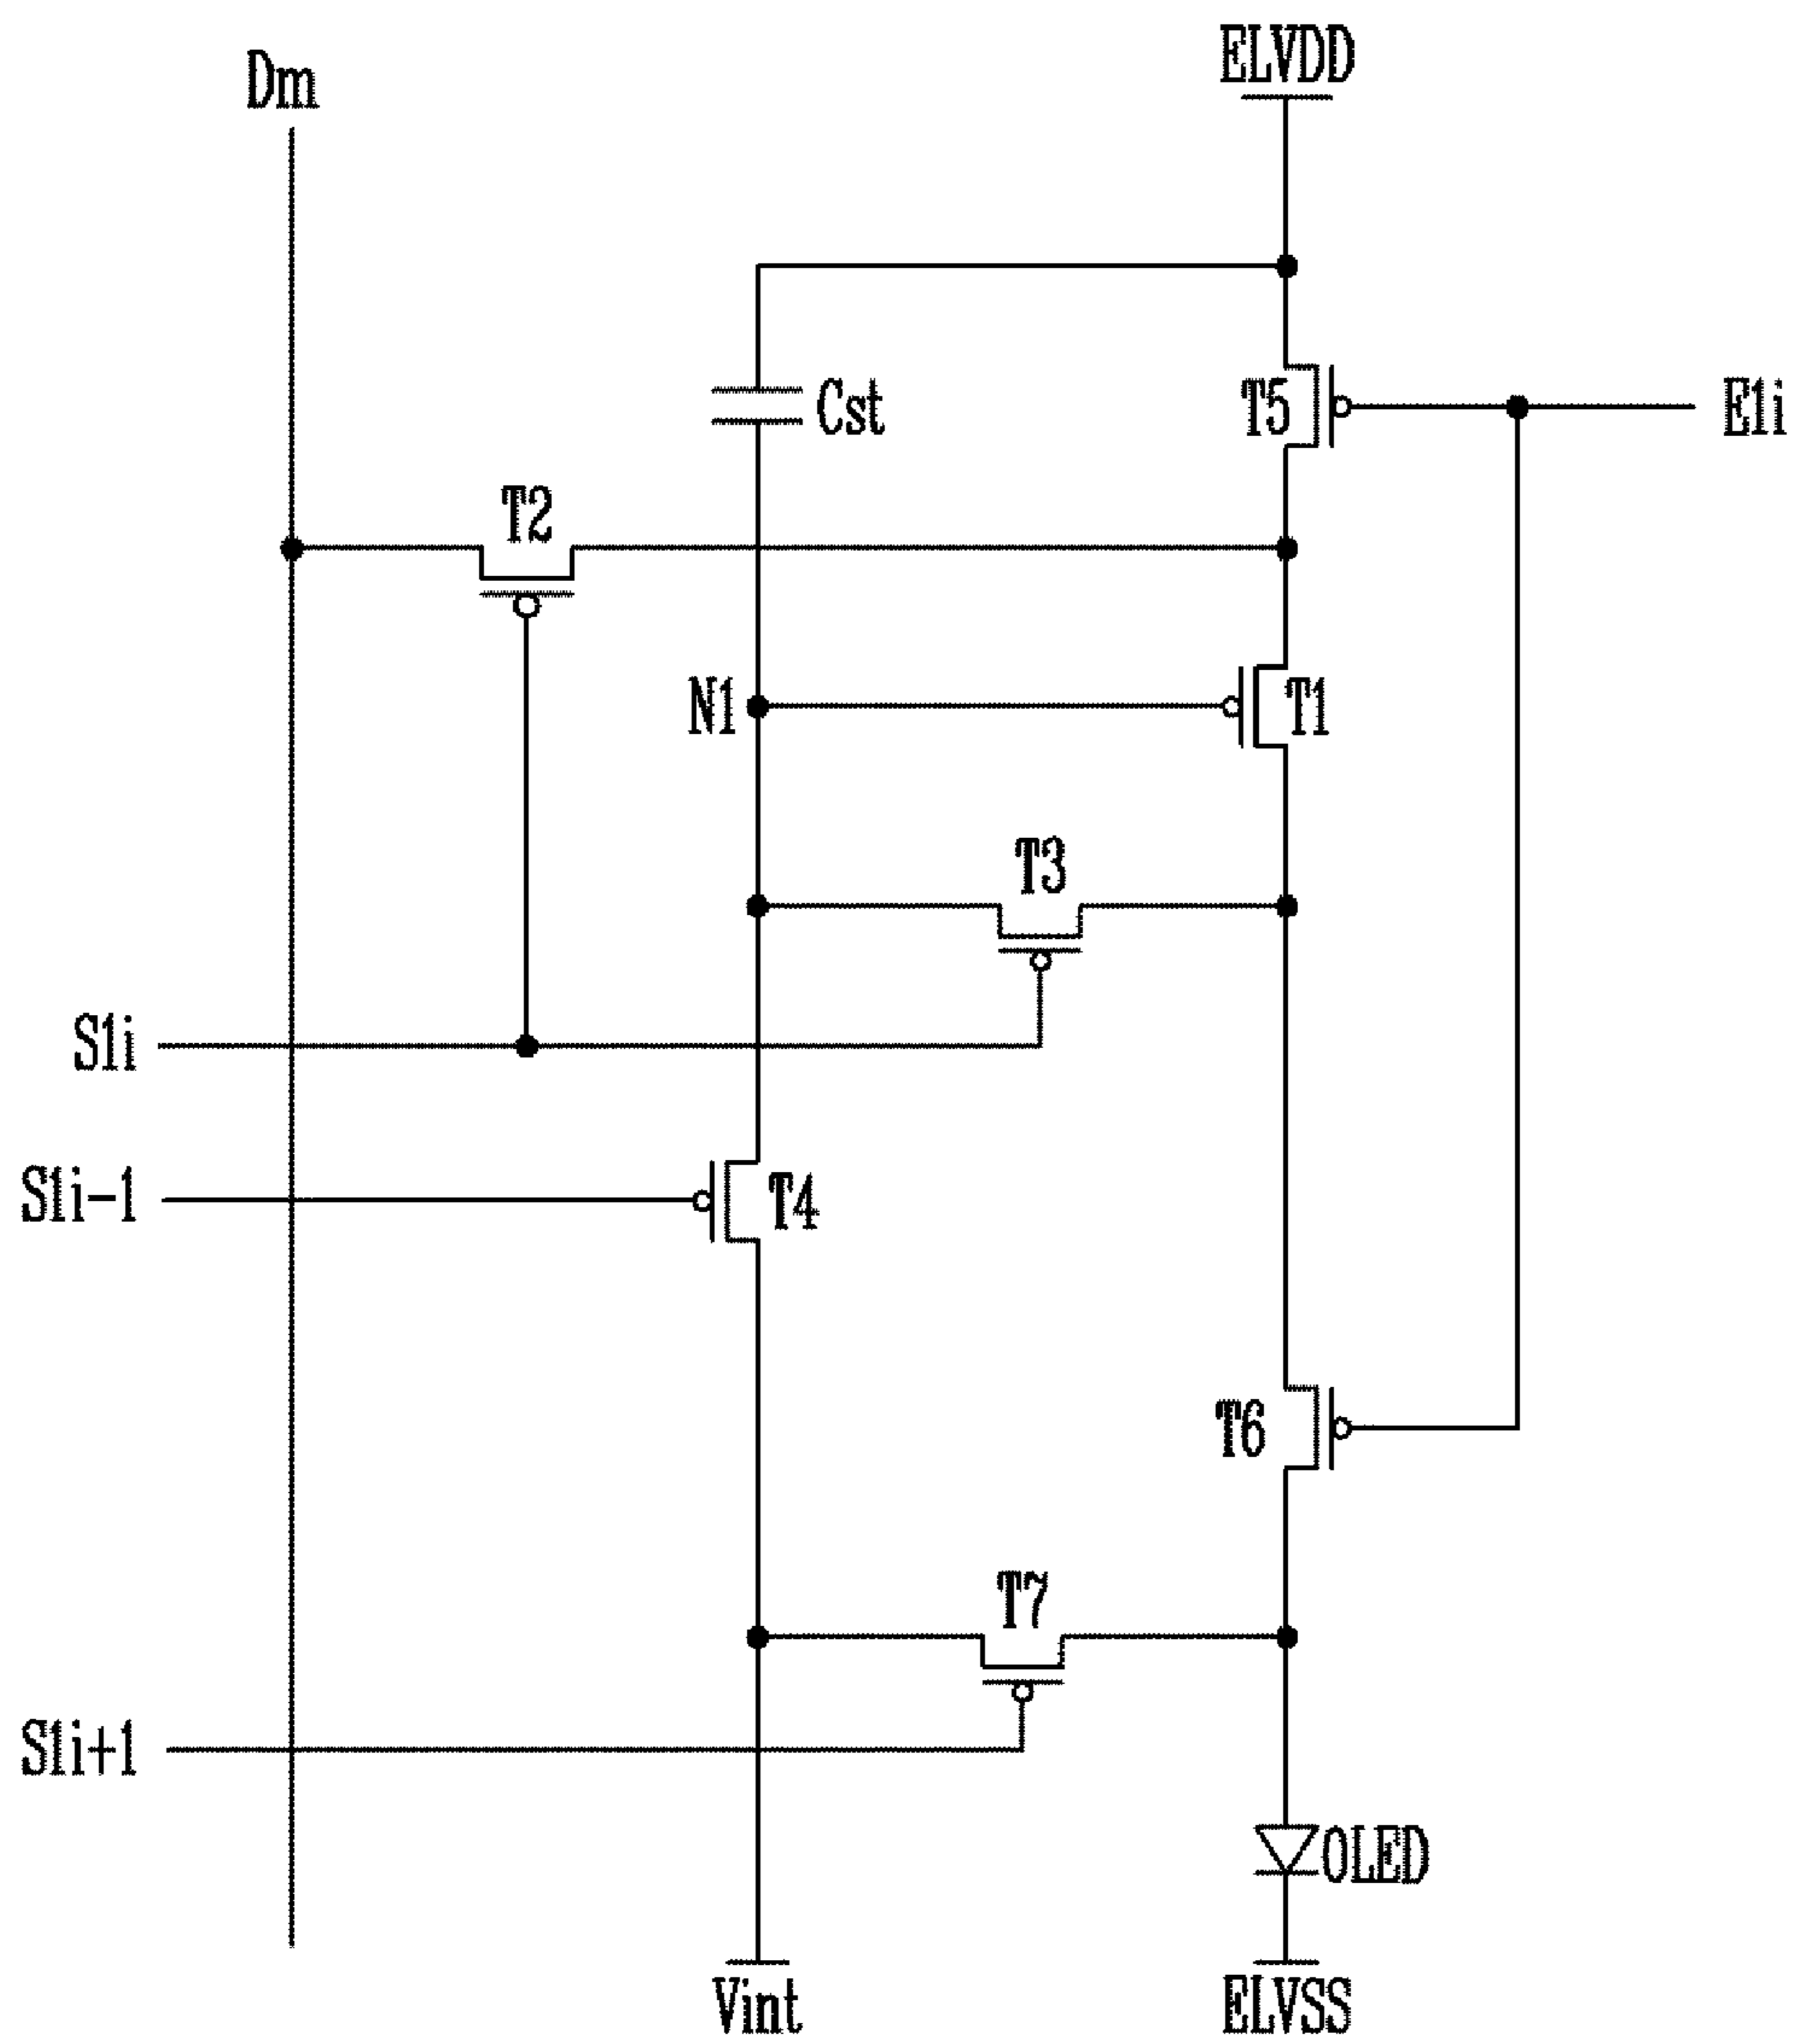 ELVDD
Dm
Cst
T5
E1i
T2
N1
T1
T3
S1i
S1i-1
T4
T6
T7
S1i+1
OLED
Vint
ELVSS